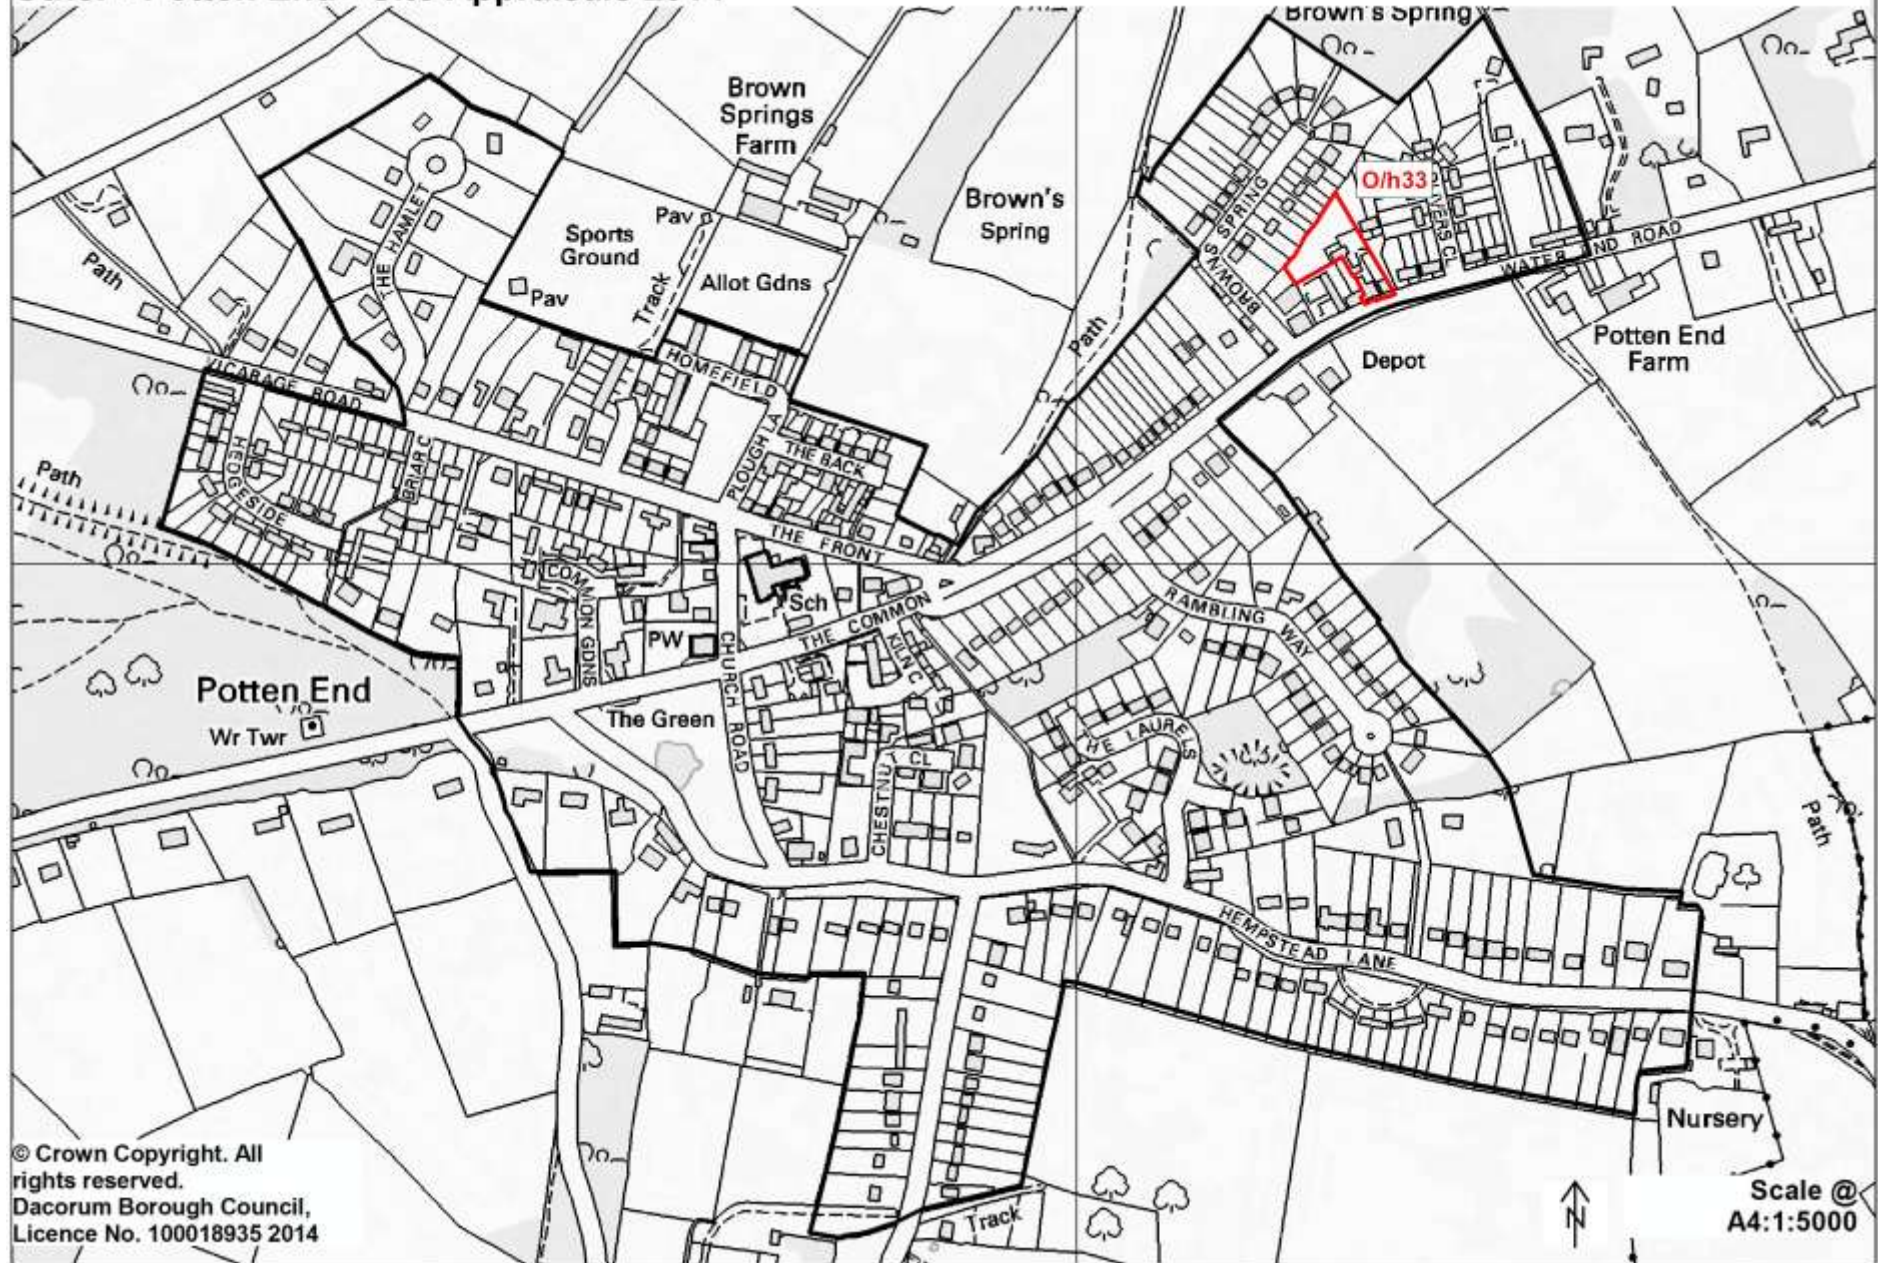 Brown's Spring
Brown
Springs
Farm
O/h33
Brown's
Spring
Pav
Sports
Ground
Allot Gdns
Track
Pav
Path
THE HAMLET
BROWNS SPRING
WATER END ROAD
Potten End
Farm
Depot
Path
VICARAGE ROAD
HOMEFIELD
PLOUGH LA
THE BACK
BRIAR C
HEDGESIDE
Path
THE FRONT
COMMON GDNS
Sch
THE COMMON
PW
CHURCH ROAD
KILN C
RAMBLING WAY
Potten End
Wr Twr
The Green
HE LAURELS
CHESTNU
CL
Path
HEMPSTEAD LANE
Nursery
Track
© Crown Copyright. All
rights reserved.
Dacorum Borough Council,
Licence No. 100018935 2014
N
Scale @
A4:1:5000